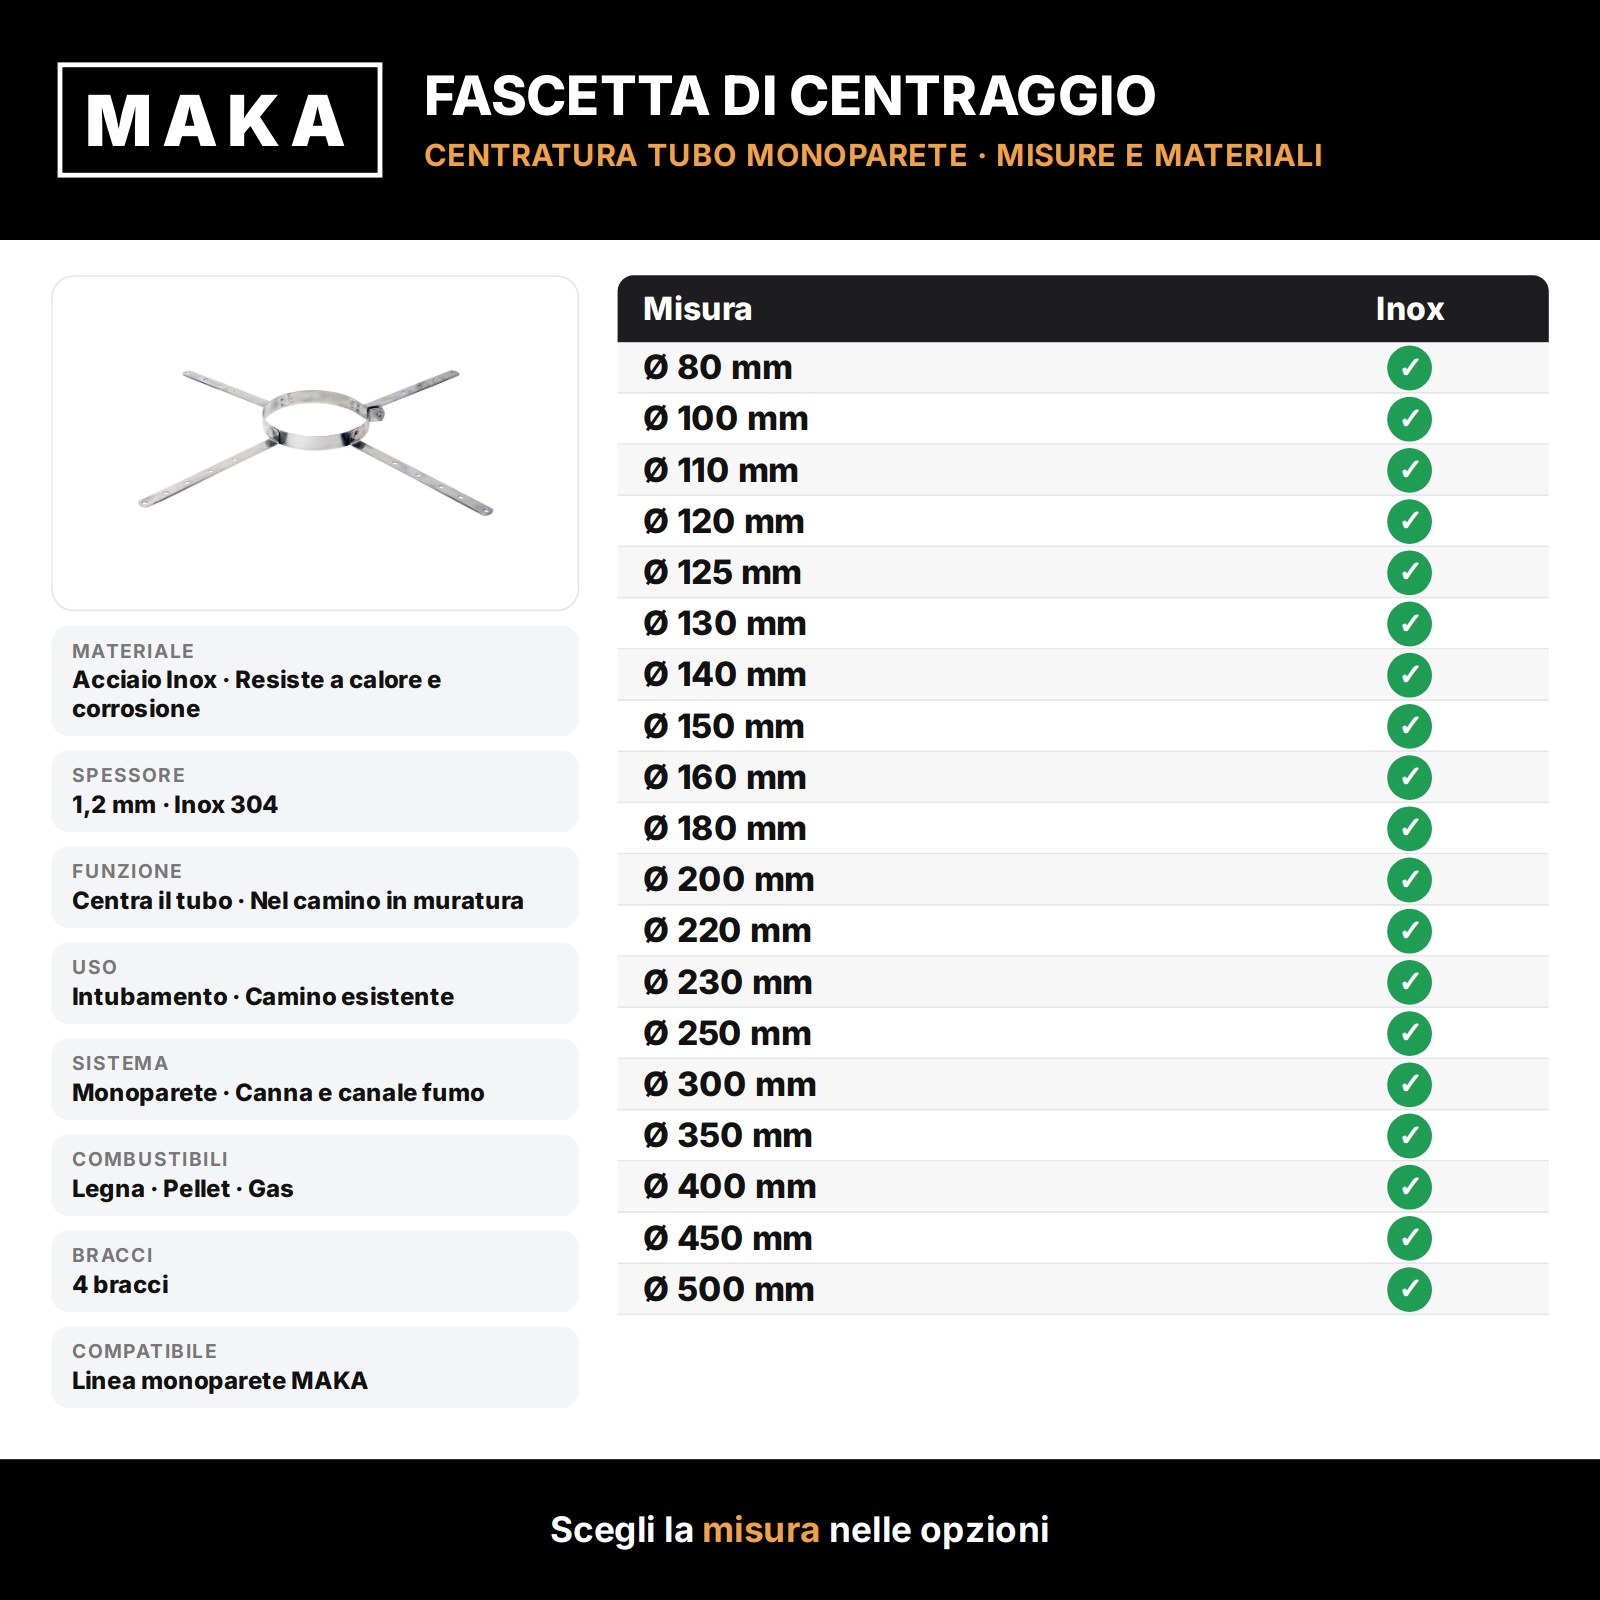 MAKA
FASCETTA DI CENTRAGGIO
CENTRATURA TUBO MONOPARETE · MISURE E MATERIALI
MATERIALE
Acciaio Inox · Resiste a calore e
corrosione
SPESSORE
1,2 mm · Inox 304
FUNZIONE
Centra il tubo · Nel camino in muratura
USO
Intubamento · Camino esistente
SISTEMA
Monoparete · Canna e canale fumo
COMBUSTIBILI
Legna · Pellet · Gas
BRACCI
4 bracci
COMPATIBILE
Linea monoparete MAKA
Misura Inox
Ø 80 mm ✓
Ø 100 mm ✓
Ø 110 mm ✓
Ø 120 mm ✓
Ø 125 mm ✓
Ø 130 mm ✓
Ø 140 mm ✓
Ø 150 mm ✓
Ø 160 mm ✓
Ø 180 mm ✓
Ø 200 mm ✓
Ø 220 mm ✓
Ø 230 mm ✓
Ø 250 mm ✓
Ø 300 mm ✓
Ø 350 mm ✓
Ø 400 mm ✓
Ø 450 mm ✓
Ø 500 mm ✓
Scegli la misura nelle opzioni